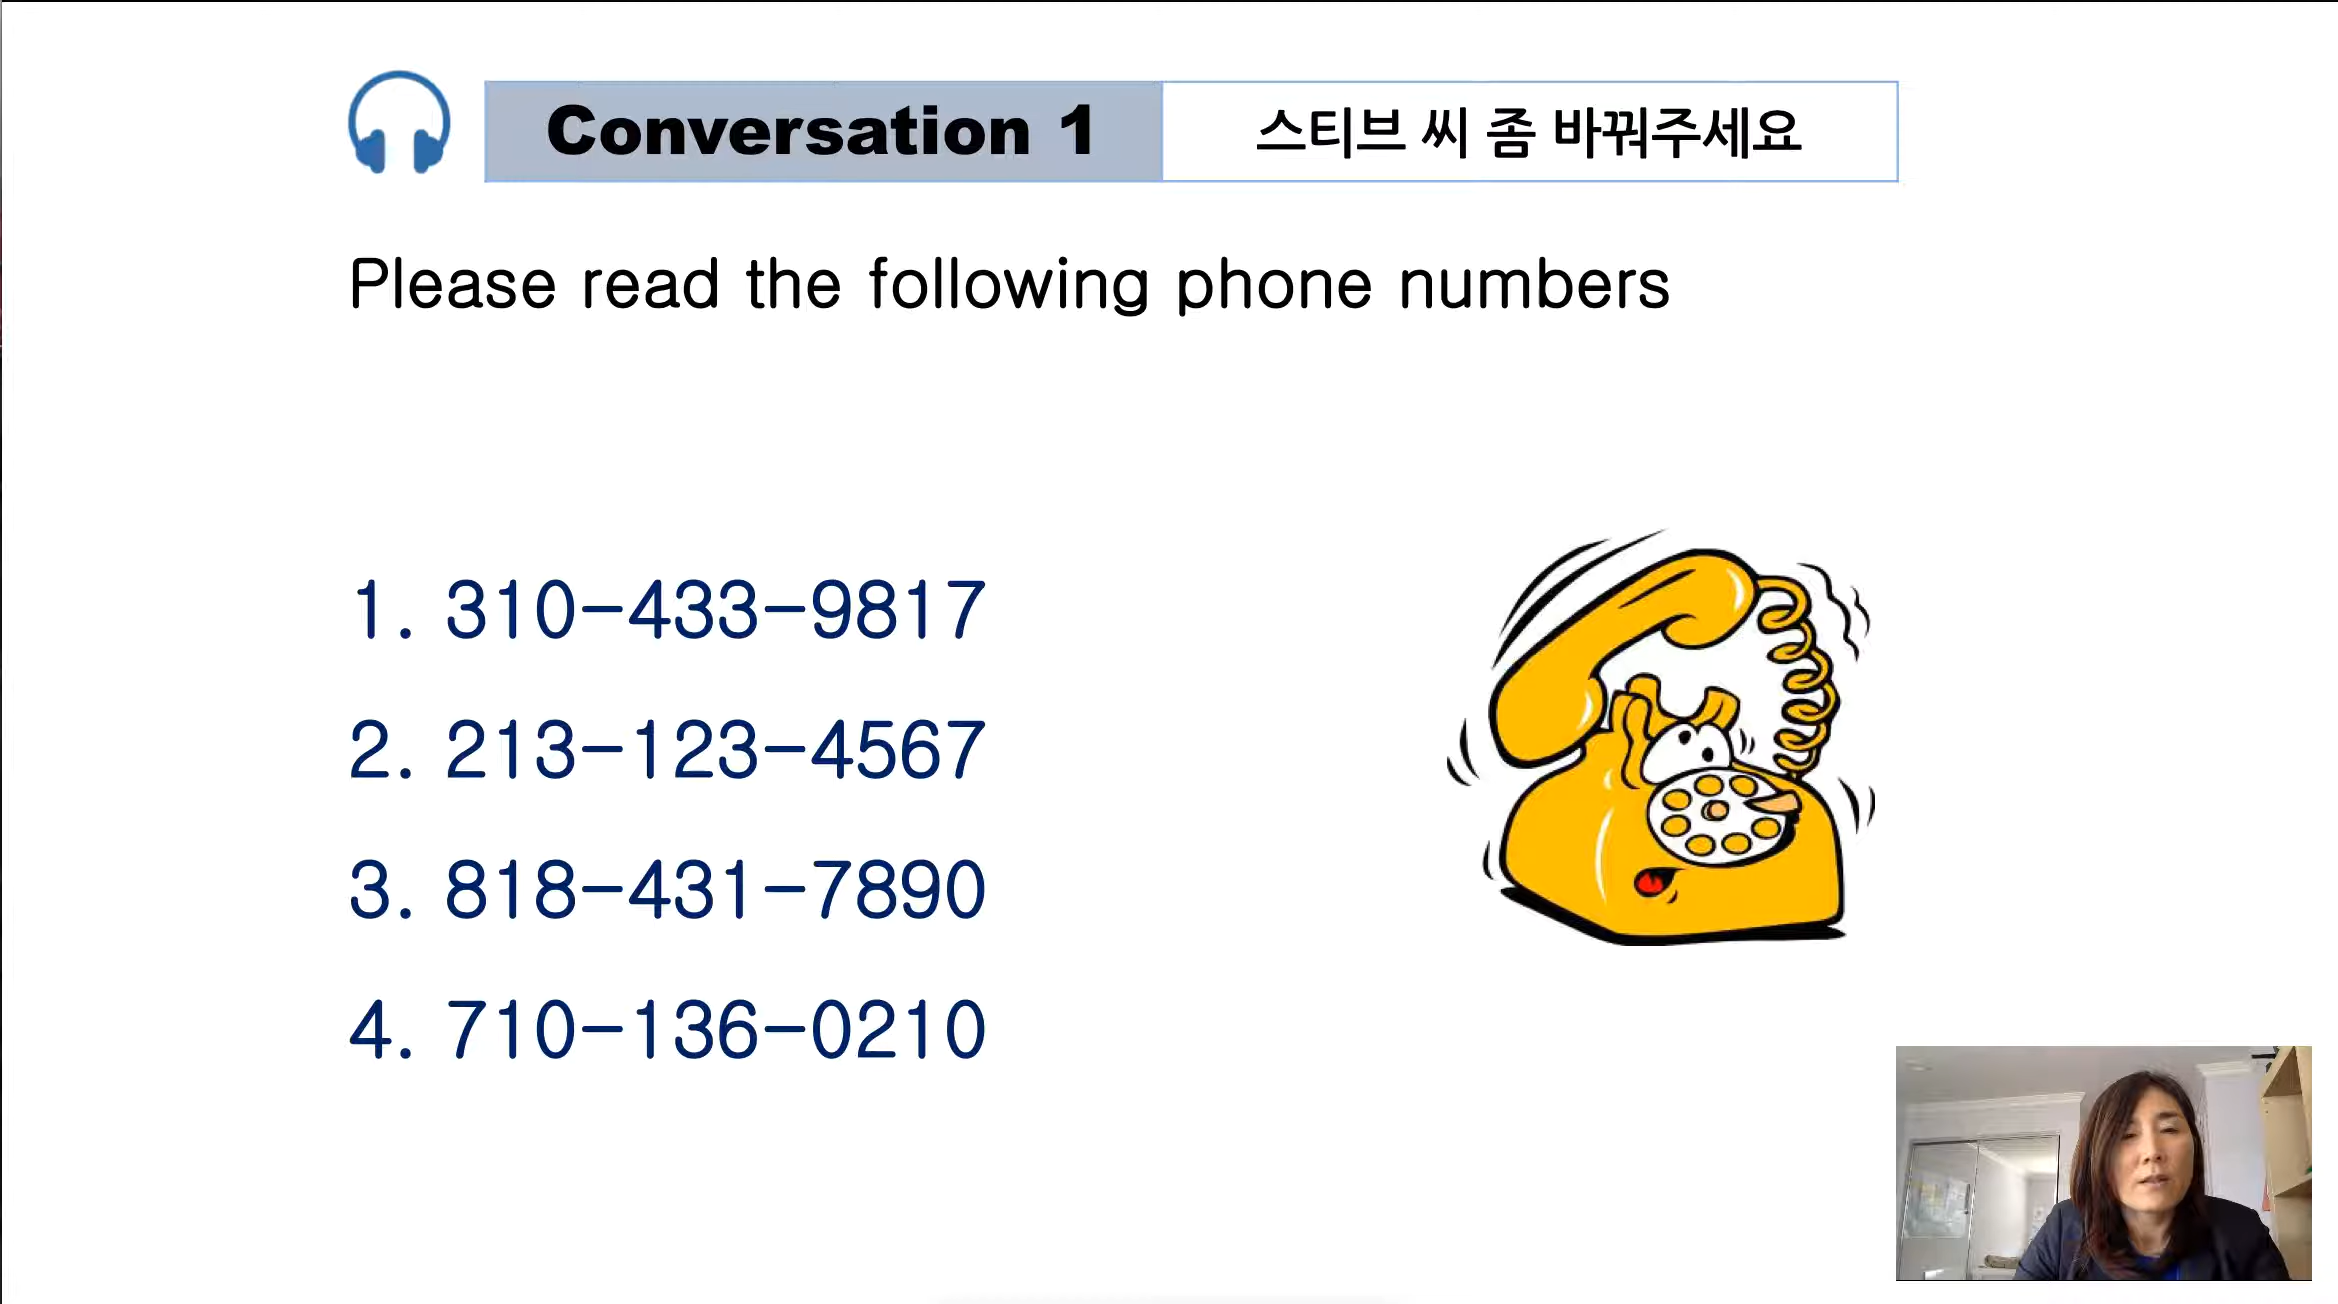 Conversation 1
스티브 씨 좀 바꿔주세요
Please read the following phone numbers
1. 310-433-9817
2. 213-123-4567
3. 818-431-7890
4. 710-136-0210